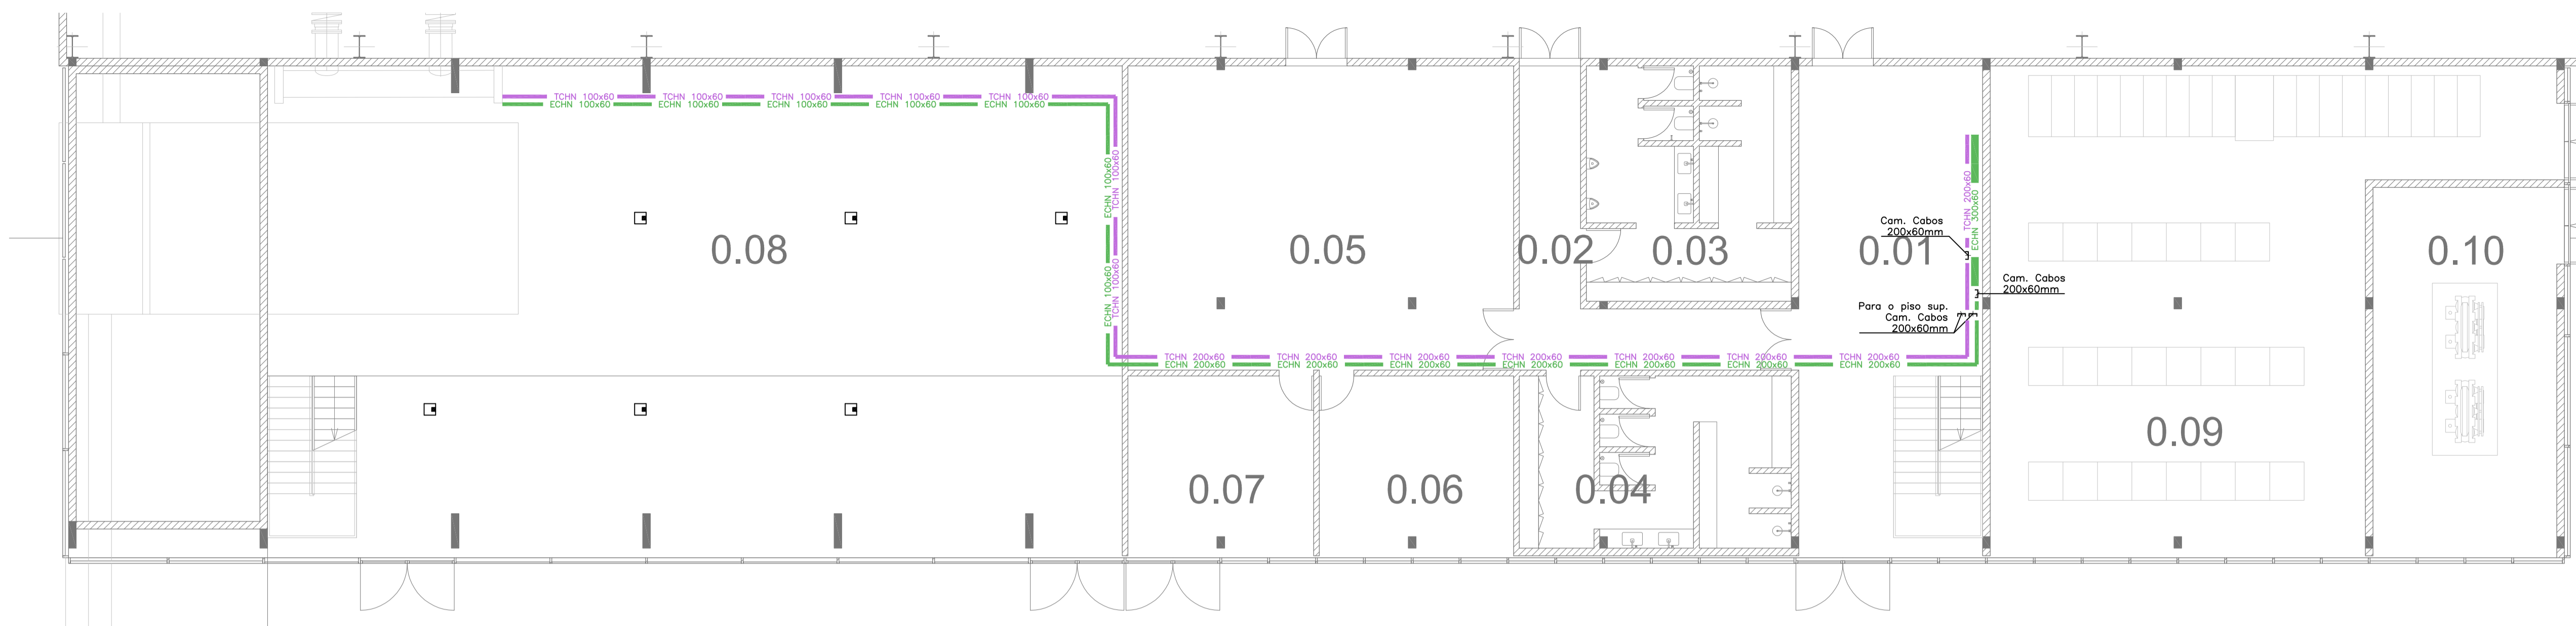 TCHN 100x60 TCHN 100x60 TCHN 100x60 TCHN 100x60 TCHN 100x60
ECHN 100x60 ECHN 100x60 ECHN 100x60 ECHN 100x60 ECHN 100x60
ECHN 100x60
TCHN 100x60
ECHN 100x60
TCHN 100x60
TCHN 200x60
ECHN 300x60
Cam. Cabos
200x60mm
0.08
0.05
0.02
0.03
0.01
0.10
Cam. Cabos
200x60mm
Para o piso sup.
Cam. Cabos
200x60mm
TCHN 200x60 TCHN 200x60 TCHN 200x60 TCHN 200x60 TCHN 200x60 TCHN 200x60 TCHN 200x60
ECHN 200x60 ECHN 200x60 ECHN 200x60 ECHN 200x60 ECHN 200x60 ECHN 200x60 ECHN 200x60
0.09
0.07
0.06
0.04